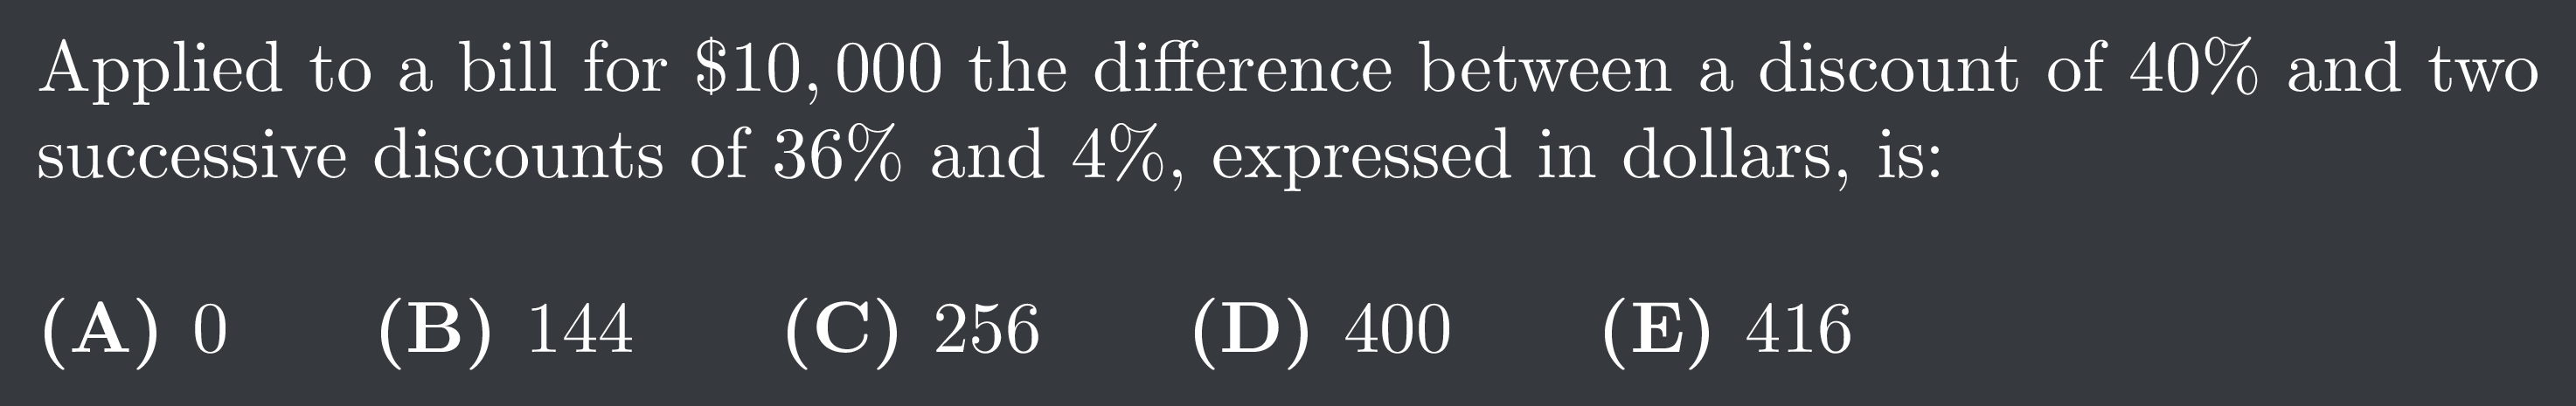 Applied to a bill for $10,000 the difference between a discount of 40% and two
successive discounts of 36% and 4%, expressed in dollars, is:
(A) 0 (B) 144 (C) 256 (D) 400 (E) 416